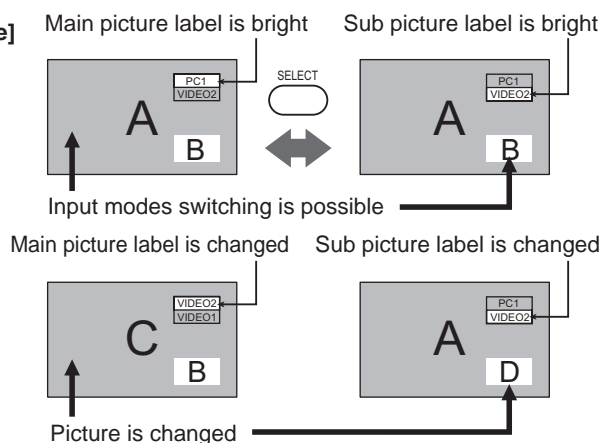 e]
Main picture label is bright
Sub picture label is bright
PC1
VIDEO2
A
B
SELECT
PC1
VIDEO2
A
B
Input modes switching is possible
Main picture label is changed
Sub picture label is changed
VIDEO2
VIDEO1
C
B
PC1
VIDEO2
A
D
Picture is changed